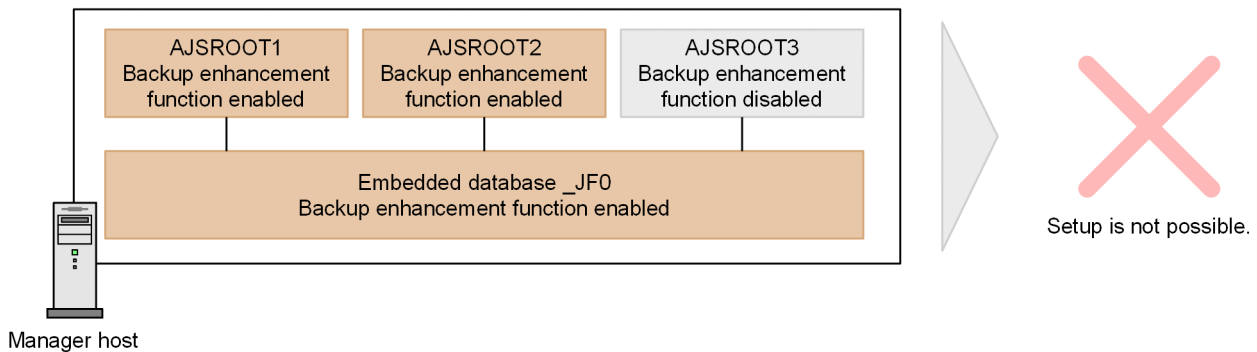 AJSROOT1
Backup enhancement
function enabled
AJSROOT2
Backup enhancement
function enabled
AJSROOT3
Backup enhancement
function disabled
Embedded database _JF0
Backup enhancement function enabled
Setup is not possible.
Manager host